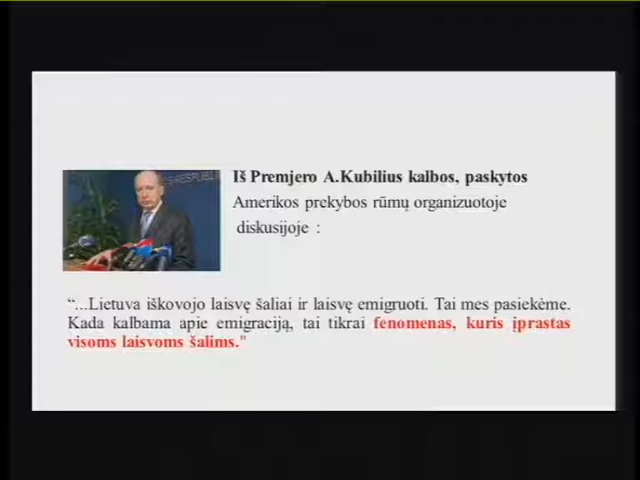 Iš Premjero A.Kubilius kalbos, paskytos
Amerikos prekybos rūmų organizuotoje
diskusijoje :
“...Lietuva iškovojo laisvę šaliai ir laisvę emigruoti. Tai mes pasiekėme.
Kada kalbama apie emigraciją, tai tikrai fenomenas, kuris įprastas
visoms laisvoms šalims."